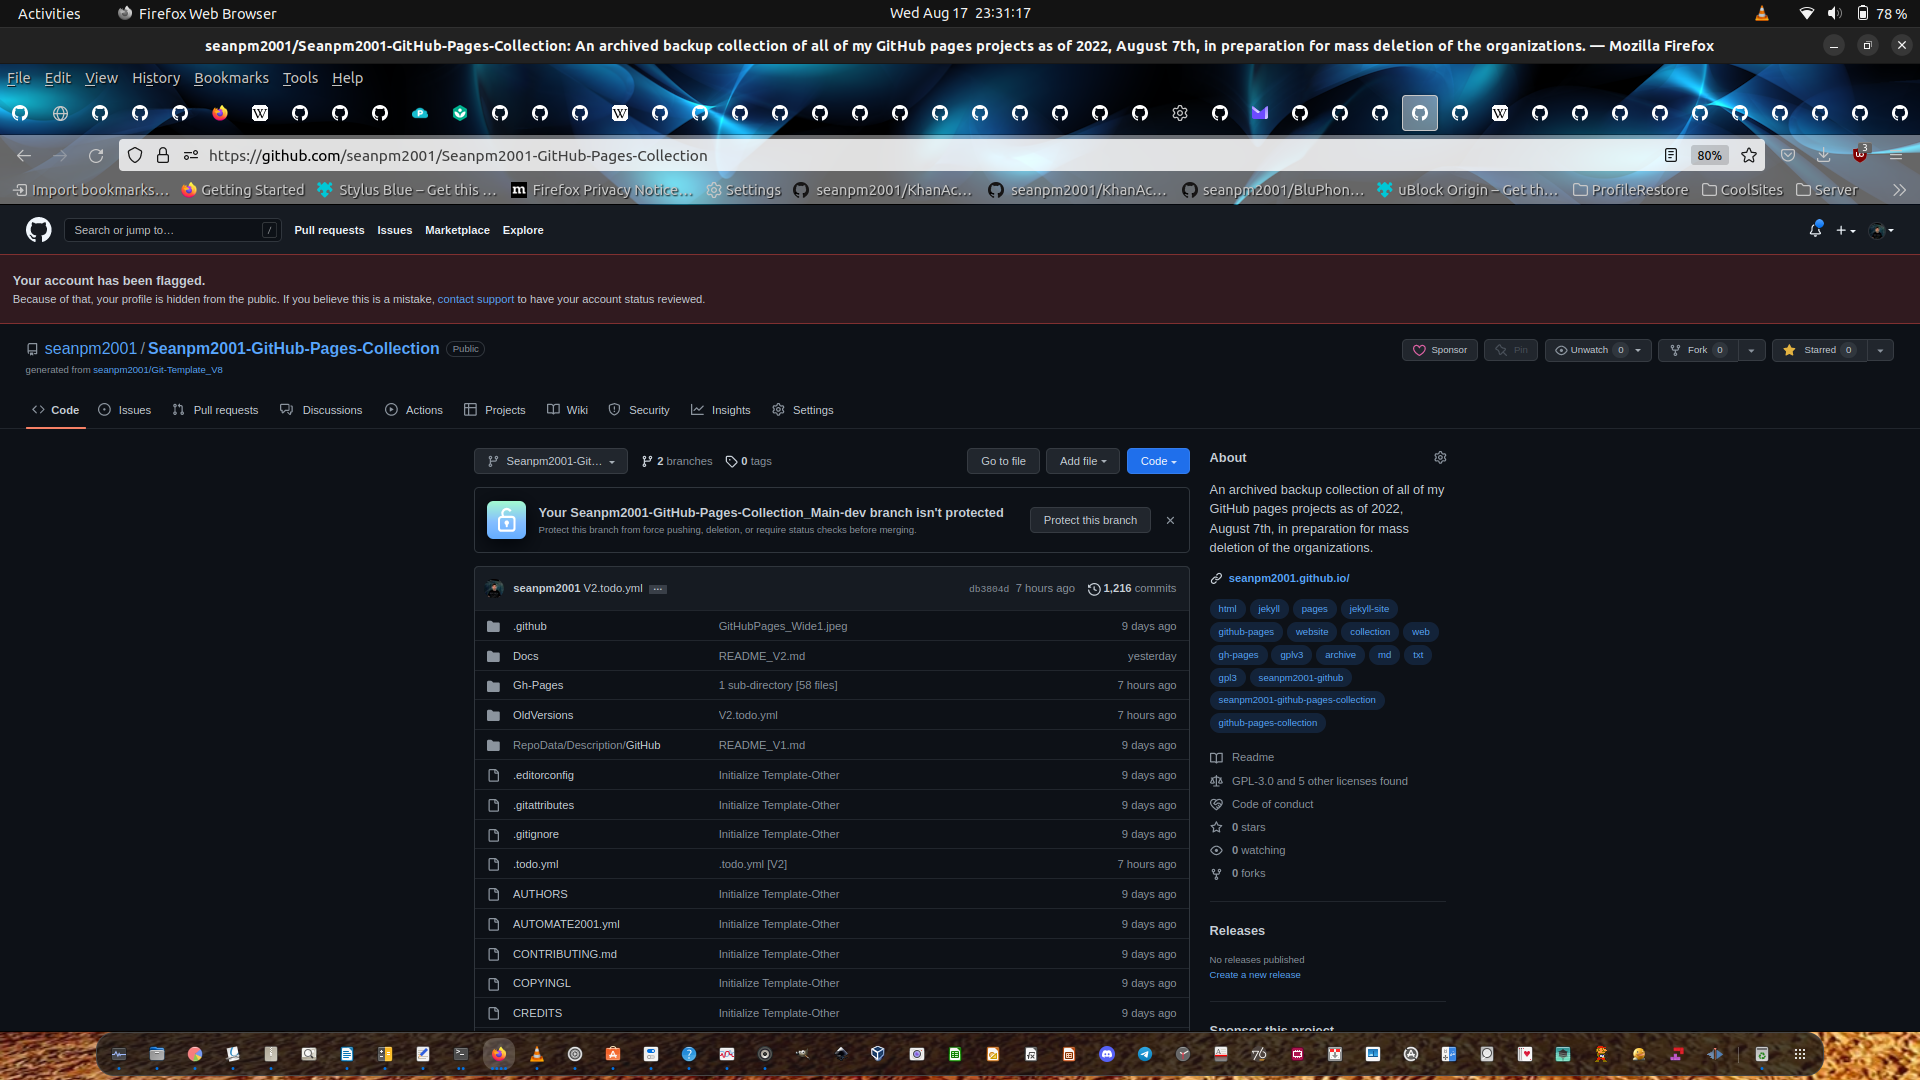 Activities
Firefox Web Browser
Wed Aug 17 23:31:17
78 %
seanpm2001/Seanpm2001-GitHub-Pages-Collection: An archived backup collection of all of my GitHub pages projects as of 2022, August 7th, in preparation for mass deletion of the organizations. — Mozilla Firefox
File Edit View History Bookmarks Tools Help
https://github.com/seanpm2001/Seanpm2001-GitHub-Pages-Collection
80%
3
Import bookmarks… Getting Started Stylus Blue – Get this … Firefox Privacy Notice… Settings seanpm2001/KhanAc… seanpm2001/KhanAc… seanpm2001/BluPhon… uBlock Origin – Get th… ProfileRestore CoolSites Server
Search or jump to… /
Pull requests Issues Marketplace Explore
Your account has been flagged.
Because of that, your profile is hidden from the public. If you believe this is a mistake, contact support to have your account status reviewed.
seanpm2001 / Seanpm2001-GitHub-Pages-Collection Public
Sponsor Pin Unwatch 0 Fork 0 Starred 0
generated from seanpm2001/Git-Template_V8
Code Issues Pull requests Discussions Actions Projects Wiki Security Insights Settings
Seanpm2001-Git… 2 branches 0 tags
Go to file Add file Code
Your Seanpm2001-GitHub-Pages-Collection_Main-dev branch isn't protected
Protect this branch from force pushing, deletion, or require status checks before merging.
Protect this branch
seanpm2001 V2.todo.yml … db3804d 7 hours ago 1,216 commits
.github GitHubPages_Wide1.jpeg 9 days ago
Docs README_V2.md yesterday
Gh-Pages 1 sub-directory [58 files] 7 hours ago
OldVersions V2.todo.yml 7 hours ago
RepoData/Description/GitHub README_V1.md 9 days ago
.editorconfig Initialize Template-Other 9 days ago
.gitattributes Initialize Template-Other 9 days ago
.gitignore Initialize Template-Other 9 days ago
.todo.yml .todo.yml [V2] 7 hours ago
AUTHORS Initialize Template-Other 9 days ago
AUTOMATE2001.yml Initialize Template-Other 9 days ago
CONTRIBUTING.md Initialize Template-Other 9 days ago
COPYINGL Initialize Template-Other 9 days ago
CREDITS Initialize Template-Other 9 days ago
About
An archived backup collection of all of my
GitHub pages projects as of 2022,
August 7th, in preparation for mass
deletion of the organizations.
seanpm2001.github.io/
html jekyll pages jekyll-site
github-pages website collection web
gh-pages gplv3 archive md txt
gpl3 seanpm2001-github
seanpm2001-github-pages-collection
github-pages-collection
Readme
GPL-3.0 and 5 other licenses found
Code of conduct
0 stars
0 watching
0 forks
Releases
No releases published
Create a new release
Sponsor this project